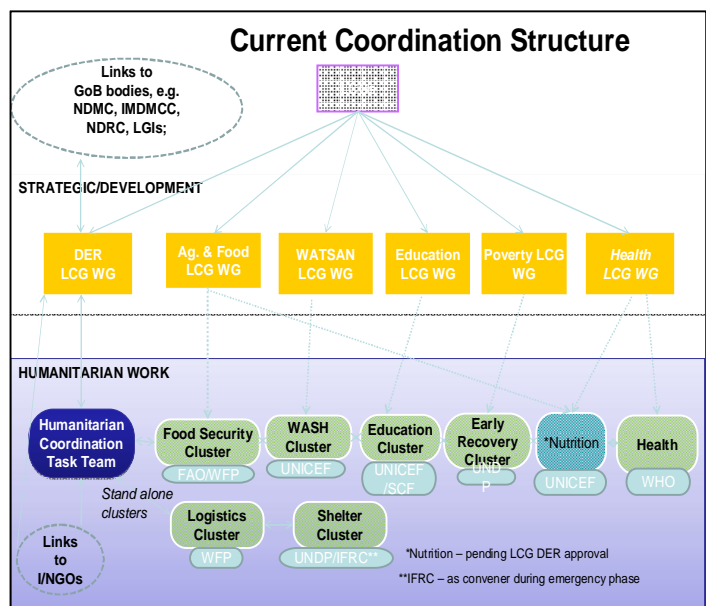 Current Coordination Structure
Links to
GoB bodies, e.g.
NDMC, IMDMCC,
NDRC, LGIs;
STRATEGIC/DEVELOPMENT
DER
LCG WG
Ag. & Food
LCG WG
WATSAN
LCG WG
Education
LCG WG
Poverty LCG
WG
Health
LCG WG
HUMANITARIAN WORK
Humanitarian
Coordination
Task Team
Food Security
Cluster
FAO/WFP
WASH
Cluster
UNICEF
Education
Cluster
UNICEF
/SCF
Early
Recovery
Cluster
UND
P
*Nutrition
UNICEF
Health
WHO
Stand alone
clusters
Logistics
Cluster
WFP
Shelter
Cluster
UNDP/IFRC**
Links
to
I/NGOs
*Nutrition – pending LCG DER approval
**IFRC – as convener during emergency phase